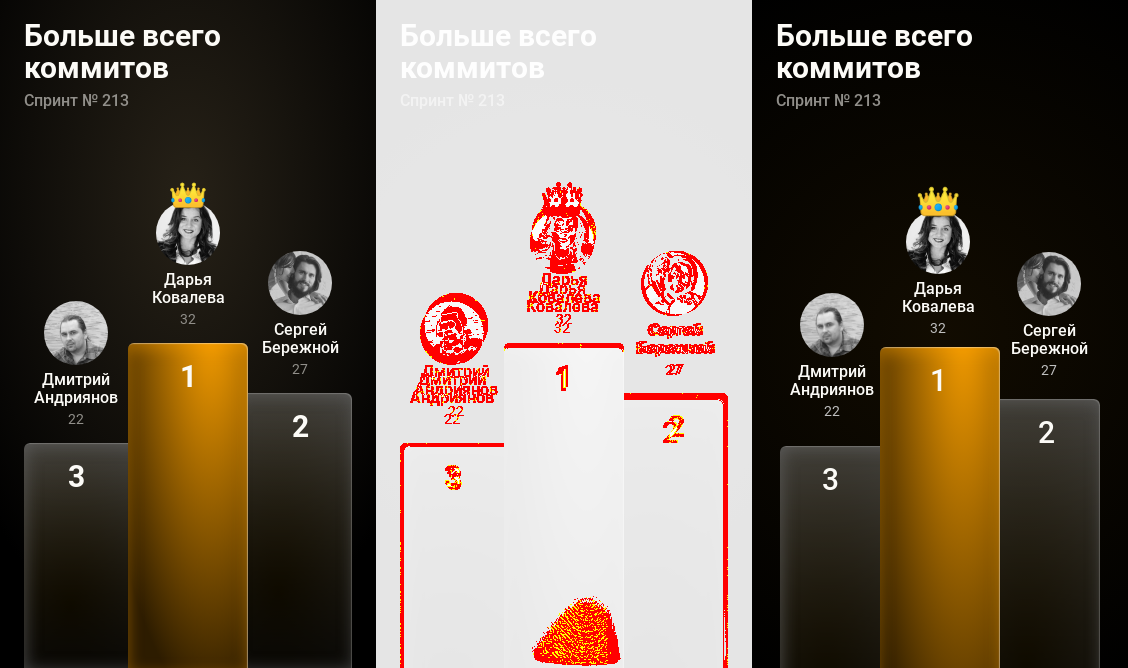 Больше всего
коммитов
Спринт № 213
Дарья
Ковалева
32
Сергей
Бережной
27
Дмитрий
Андриянов
22
1
2
3
Больше всего
коммитов
Спринт № 213
Дарья
Ковалева
32
Сергей
Бережной
27
Дмитрий
Андриянов
22
1
2
3
Больше всего
коммитов
Спринт № 213
Дарья
Ковалева
32
Сергей
Бережной
27
Дмитрий
Андриянов
22
1
2
3